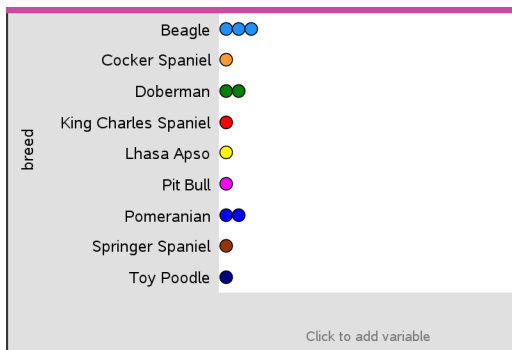 Beagle
Cocker Spaniel
Doberman
King Charles Spaniel
Lhasa Apso
Pit Bull
Pomeranian
Springer Spaniel
Toy Poodle
breed
Click to add variable